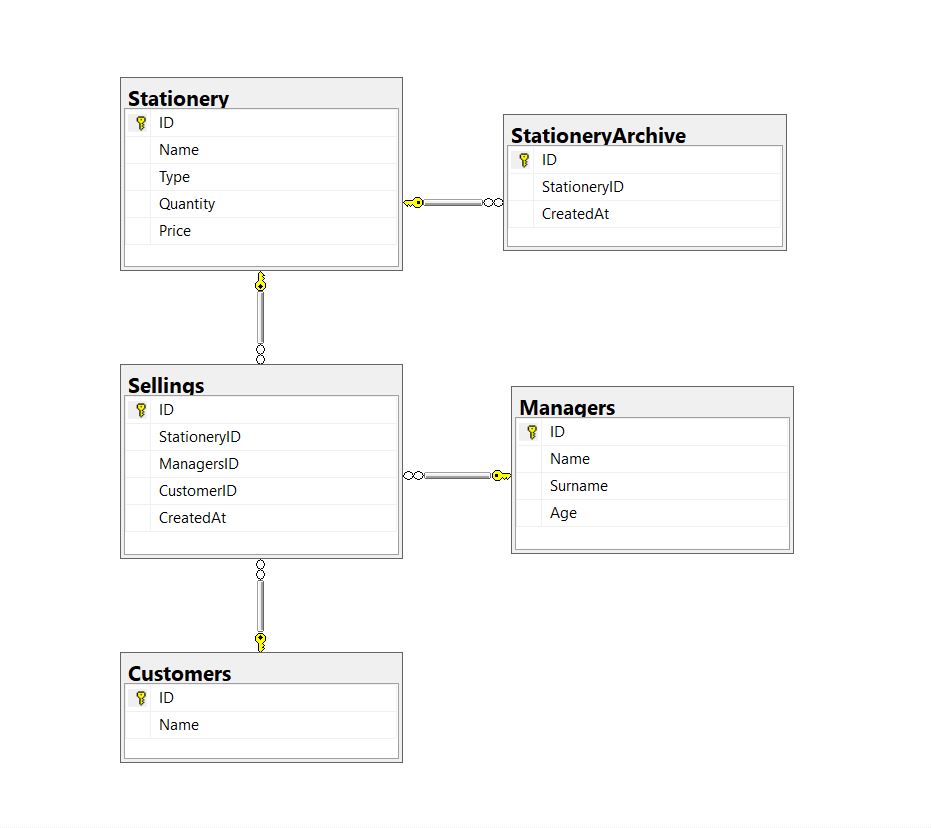 Stationery
ID
Name
Type
Quantity
Price
StationeryArchive
ID
StationeryID
CreatedAt
Sellings
ID
StationeryID
ManagersID
CustomerID
CreatedAt
Managers
ID
Name
Surname
Age
Customers
ID
Name